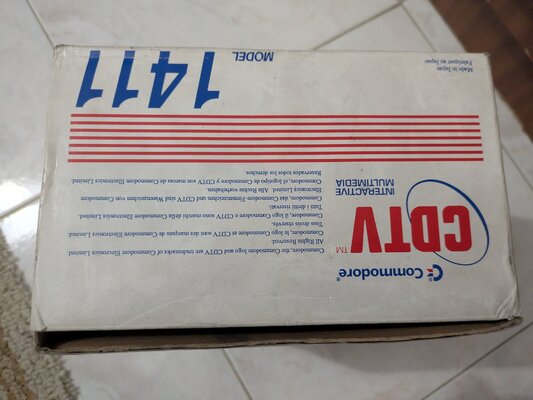 Commodore®
CDTV™
INTERACTIVE
MULTIMEDIA
Commodore, the Commodore logo and CDTV are trademarks of Commodore Electronics Limited.
All Rights Reserved.
Commodore, le logo Commodore et CDTV sont des marques de Commodore Electronics Limited.
Tous droits réservés.
Commodore, il logo Commodore e CDTV sono marchi della Commodore Electronics Limited.
Tutti i diritti riservati.
Commodore, das Commodore-Firmenzeichen und CDTV sind Warenzeichen von Commodore
Electronics Limited. Alle Rechte vorbehalten.
Commodore, el logotipo de Commodore y CDTV son marcas de Commodore Electronics Limited.
Reservados todos los derechos.
MODEL 1411
Made in Japan
Fabriqué au Japan